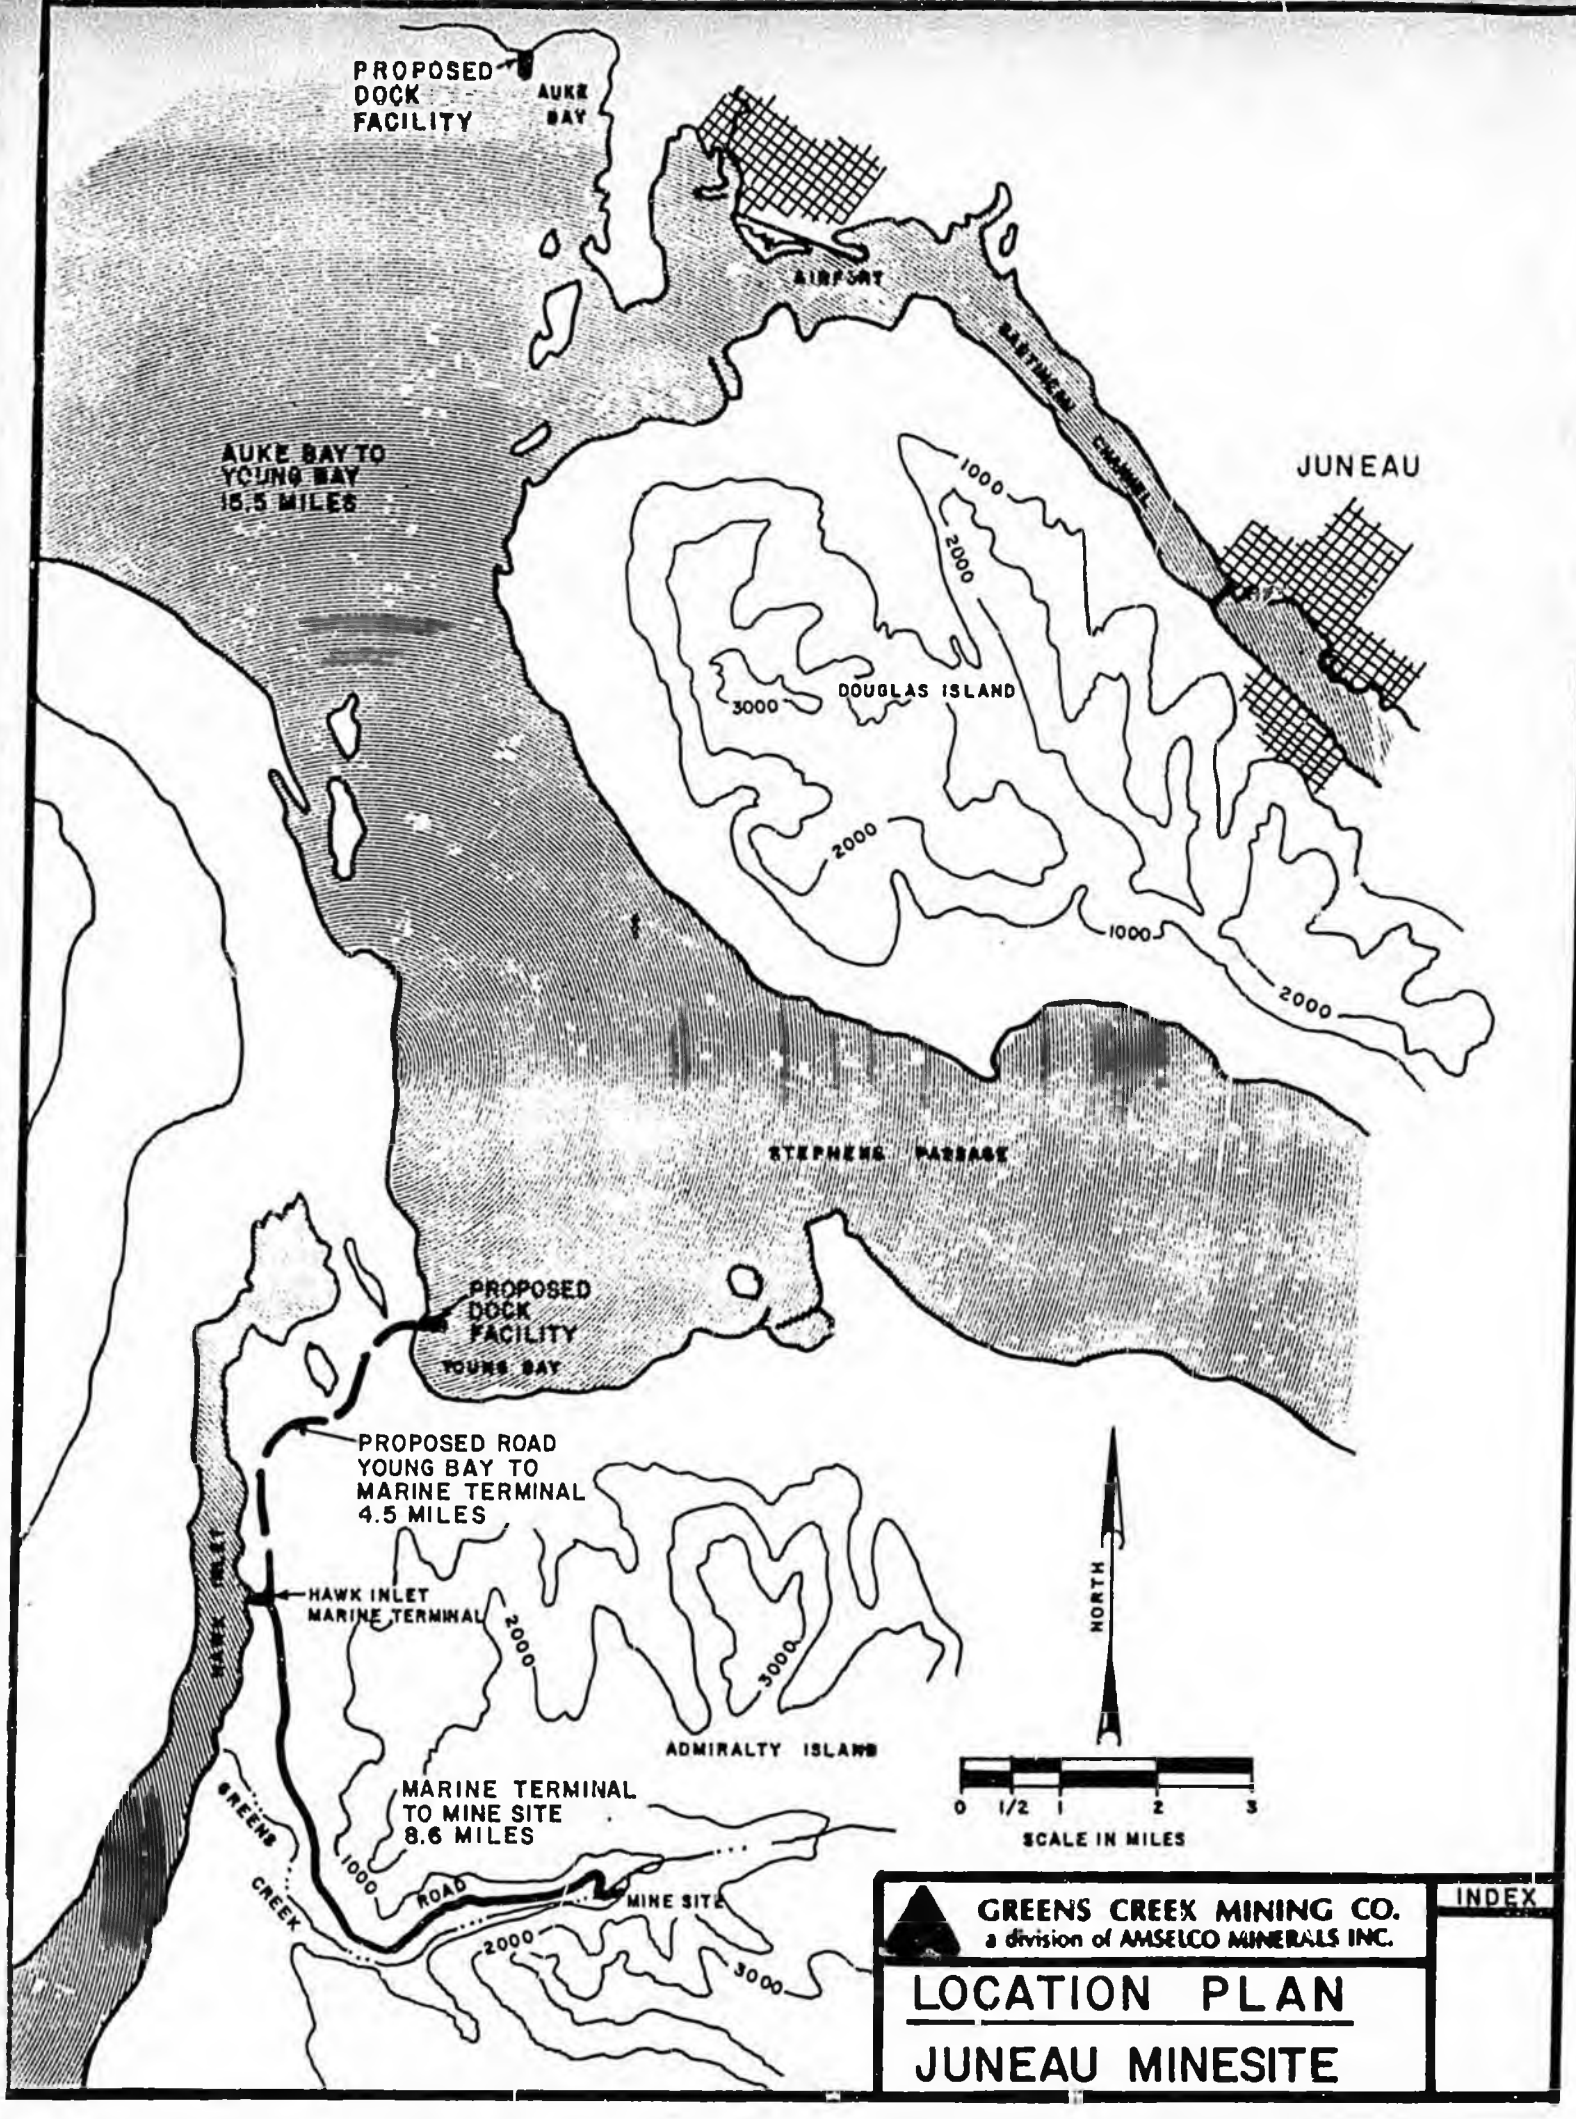 PROPOSED
DOCK
FACILITY
AUKE
BAY
AIRPORT
GASTINEAU
CHANNEL
JUNEAU
AUKE BAY TO
YOUNG BAY
15.5 MILES
1000
2000
3000
DOUGLAS ISLAND
2000
1000
2000
STEPHENS PASSAGE
PROPOSED
DOCK
FACILITY
YOUNG BAY
PROPOSED ROAD
YOUNG BAY TO
MARINE TERMINAL
4.5 MILES
HAWK INLET
HAWK INLET
MARINE TERMINAL
2000
3000
NORTH
ADMIRALTY ISLAND
MARINE TERMINAL
TO MINE SITE
8.6 MILES
0 1/2 1 2 3
SCALE IN MILES
GREENS
CREEK
1000
ROAD
MINE SITE
2000
3000
GREENS CREEK MINING CO.
a division of AMSELCO MINERALS INC.
INDEX
LOCATION PLAN
JUNEAU MINESITE